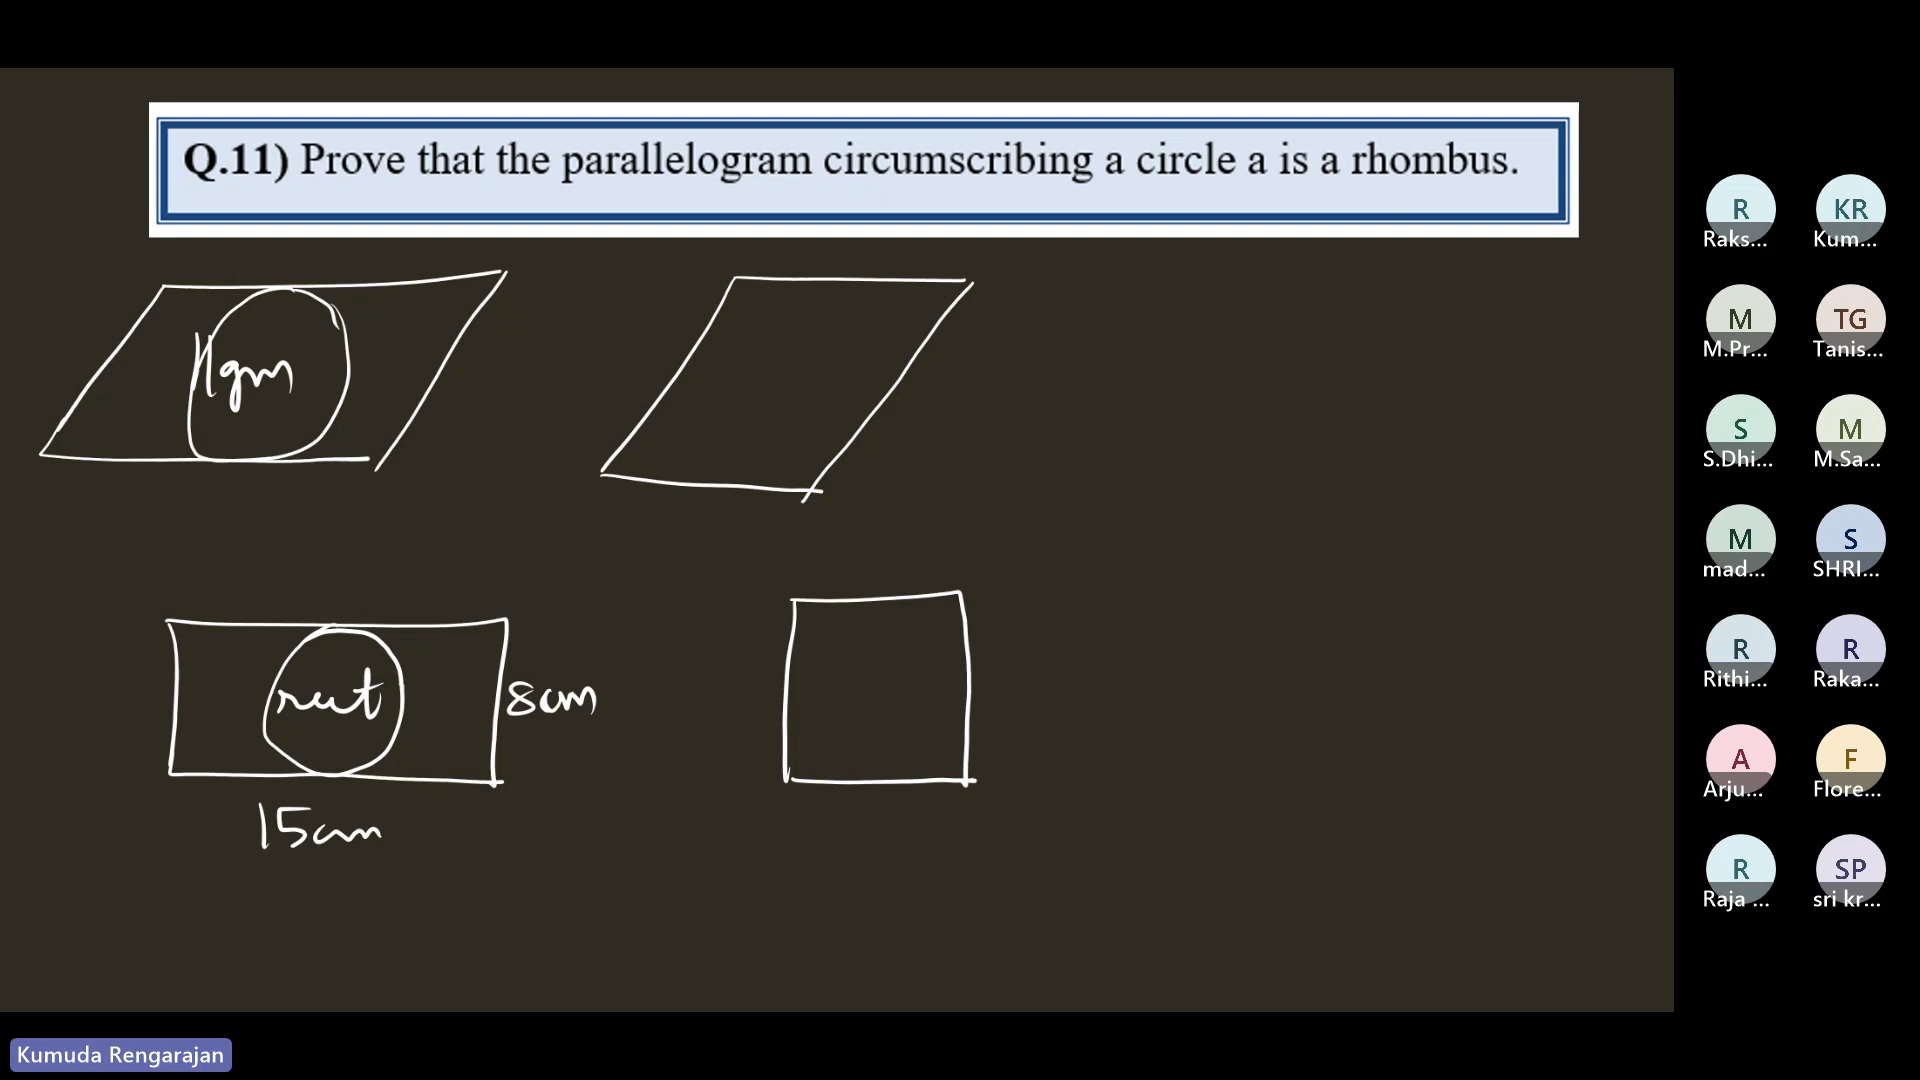 Q.11) Prove that the parallelogram circumscribing a circle a is a rhombus.
llgm
rect
8cm
15cm
R
Raks...
KR
Kum...
M
M.Pr...
TG
Tanis...
S
S.Dhi...
M
M.Sa...
M
mad...
S
SHRI...
R
Rithi...
R
Raka...
A
Arju...
F
Flore...
R
Raja ...
SP
sri kr...
Kumuda Rengarajan